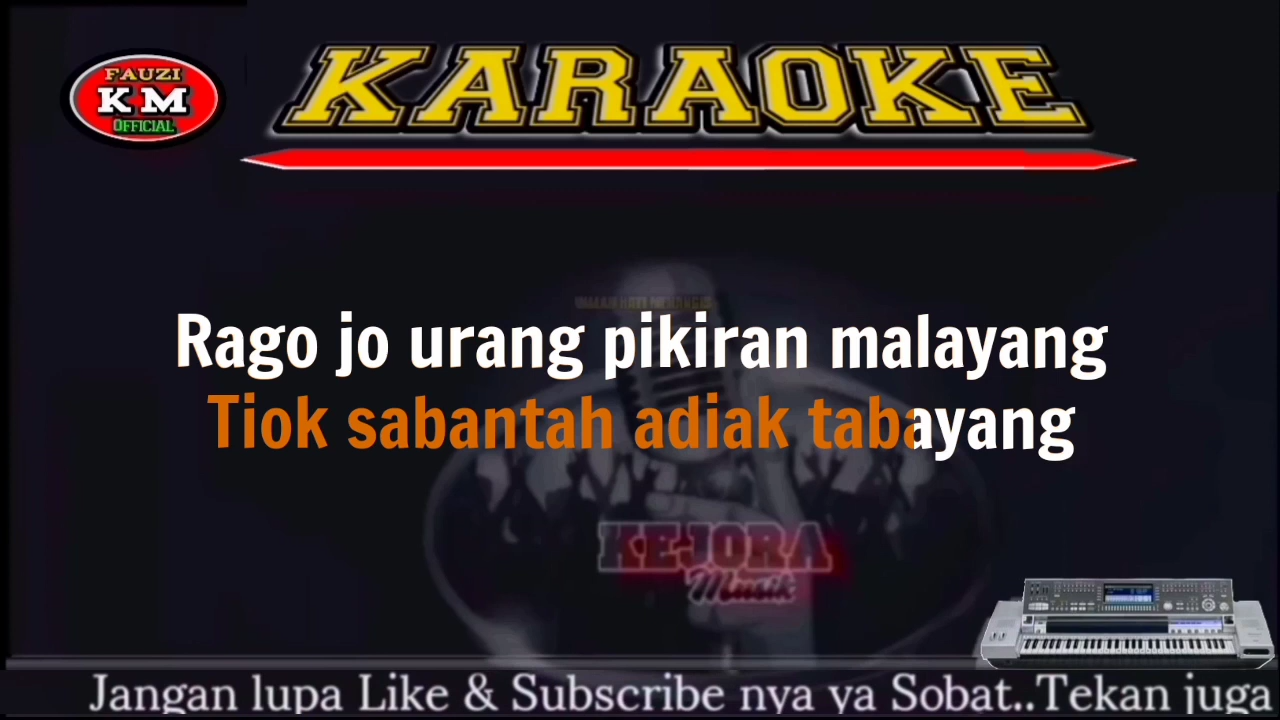 FAUZI
KM
OFFICIAL
KARAOKE
Rago jo urang pikiran malayang
Tiok sabantah adiak tabayang
KEJORA
Musik
Jangan lupa Like & Subscribe nya ya Sobat..Tekan juga